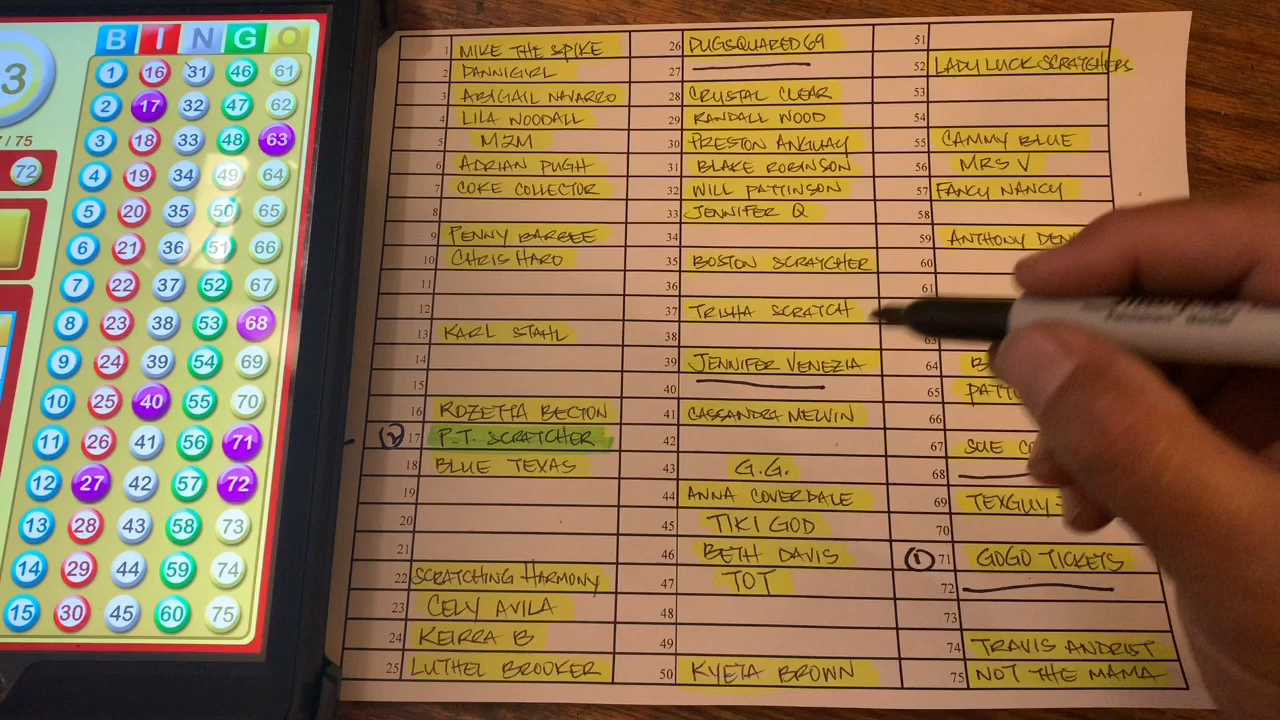 3
7/75
72
B I N G O
1 16 31 46 61
2 17 32 47 62
3 18 33 48 63
4 19 34 49 64
5 20 35 50 65
6 21 36 51 66
7 22 37 52 67
8 23 38 53 68
9 24 39 54 69
10 25 40 55 70
11 26 41 56 71
12 27 42 57 72
13 28 43 58 73
14 29 44 59 74
15 30 45 60 75
1 MIKE THE SPIKE
2 DANNIGIRL
3 ABIGAIL NAVARRO
4 LILA WOODALL
5 MZM
6 ADRIAN PUGH
7 COKE COLLECTOR
8
9 PENNY BARBEE
10 CHRIS HARD
11
12
13 KARL STAHL
14
15
16 ROZETTA BECTON
17 P.T. SCRATCHER
18 BLUE TEXAS
19
20
21
22 SCRATCHING HARMONY
23 CELY AVILA
24 KEIRRA B
25 LUTHEL BROOKER
26 PUGSQUARED69
27
28 CRYSTAL CLEAR
29 RANDALL WOOD
30 PRESTON ANGUAY
31 BLAKE ROBINSON
32 WILL PATTINSON
33 JENNIFER Q
34
35 BOSTON SCRATCHER
36
37 TRISHA SCRATCH
38
39 JENNIFER VENEZIA
40
41 CASSANDRA MELVIN
42
43 G.G.
44 ANNA COVERDALE
45 TIKI GOD
46 BETH DAVIS
47 TOT
48
49
50 KYETA BROWN
51
52 LADY LUCK SCRATCHERS
53
54
55 CAMMY BLUE
56 MRS V
57 FANCY NANCY
58
59 ANTHONY
60
61
64
65
66
67 SUE
68
69 TEXGUY
70
1 71 GOGO TICKETS
72
73
74 TRAVIS ANDRUST
75 NOT THE MAMA